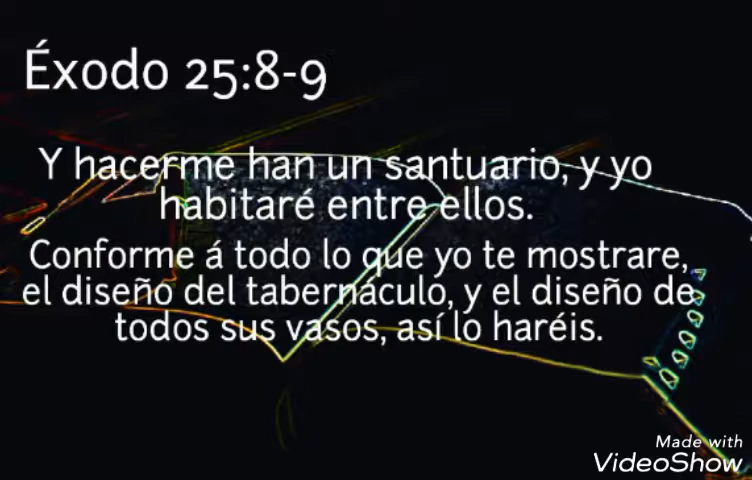 Éxodo 25:8-9
Y hacerme han un santuario, y yo
habitaré entre ellos.
Conforme á todo lo que yo te mostrare,
el diseño del tabernáculo, y el diseño de
todos sus vasos, así lo haréis.
Made with
VideoShow